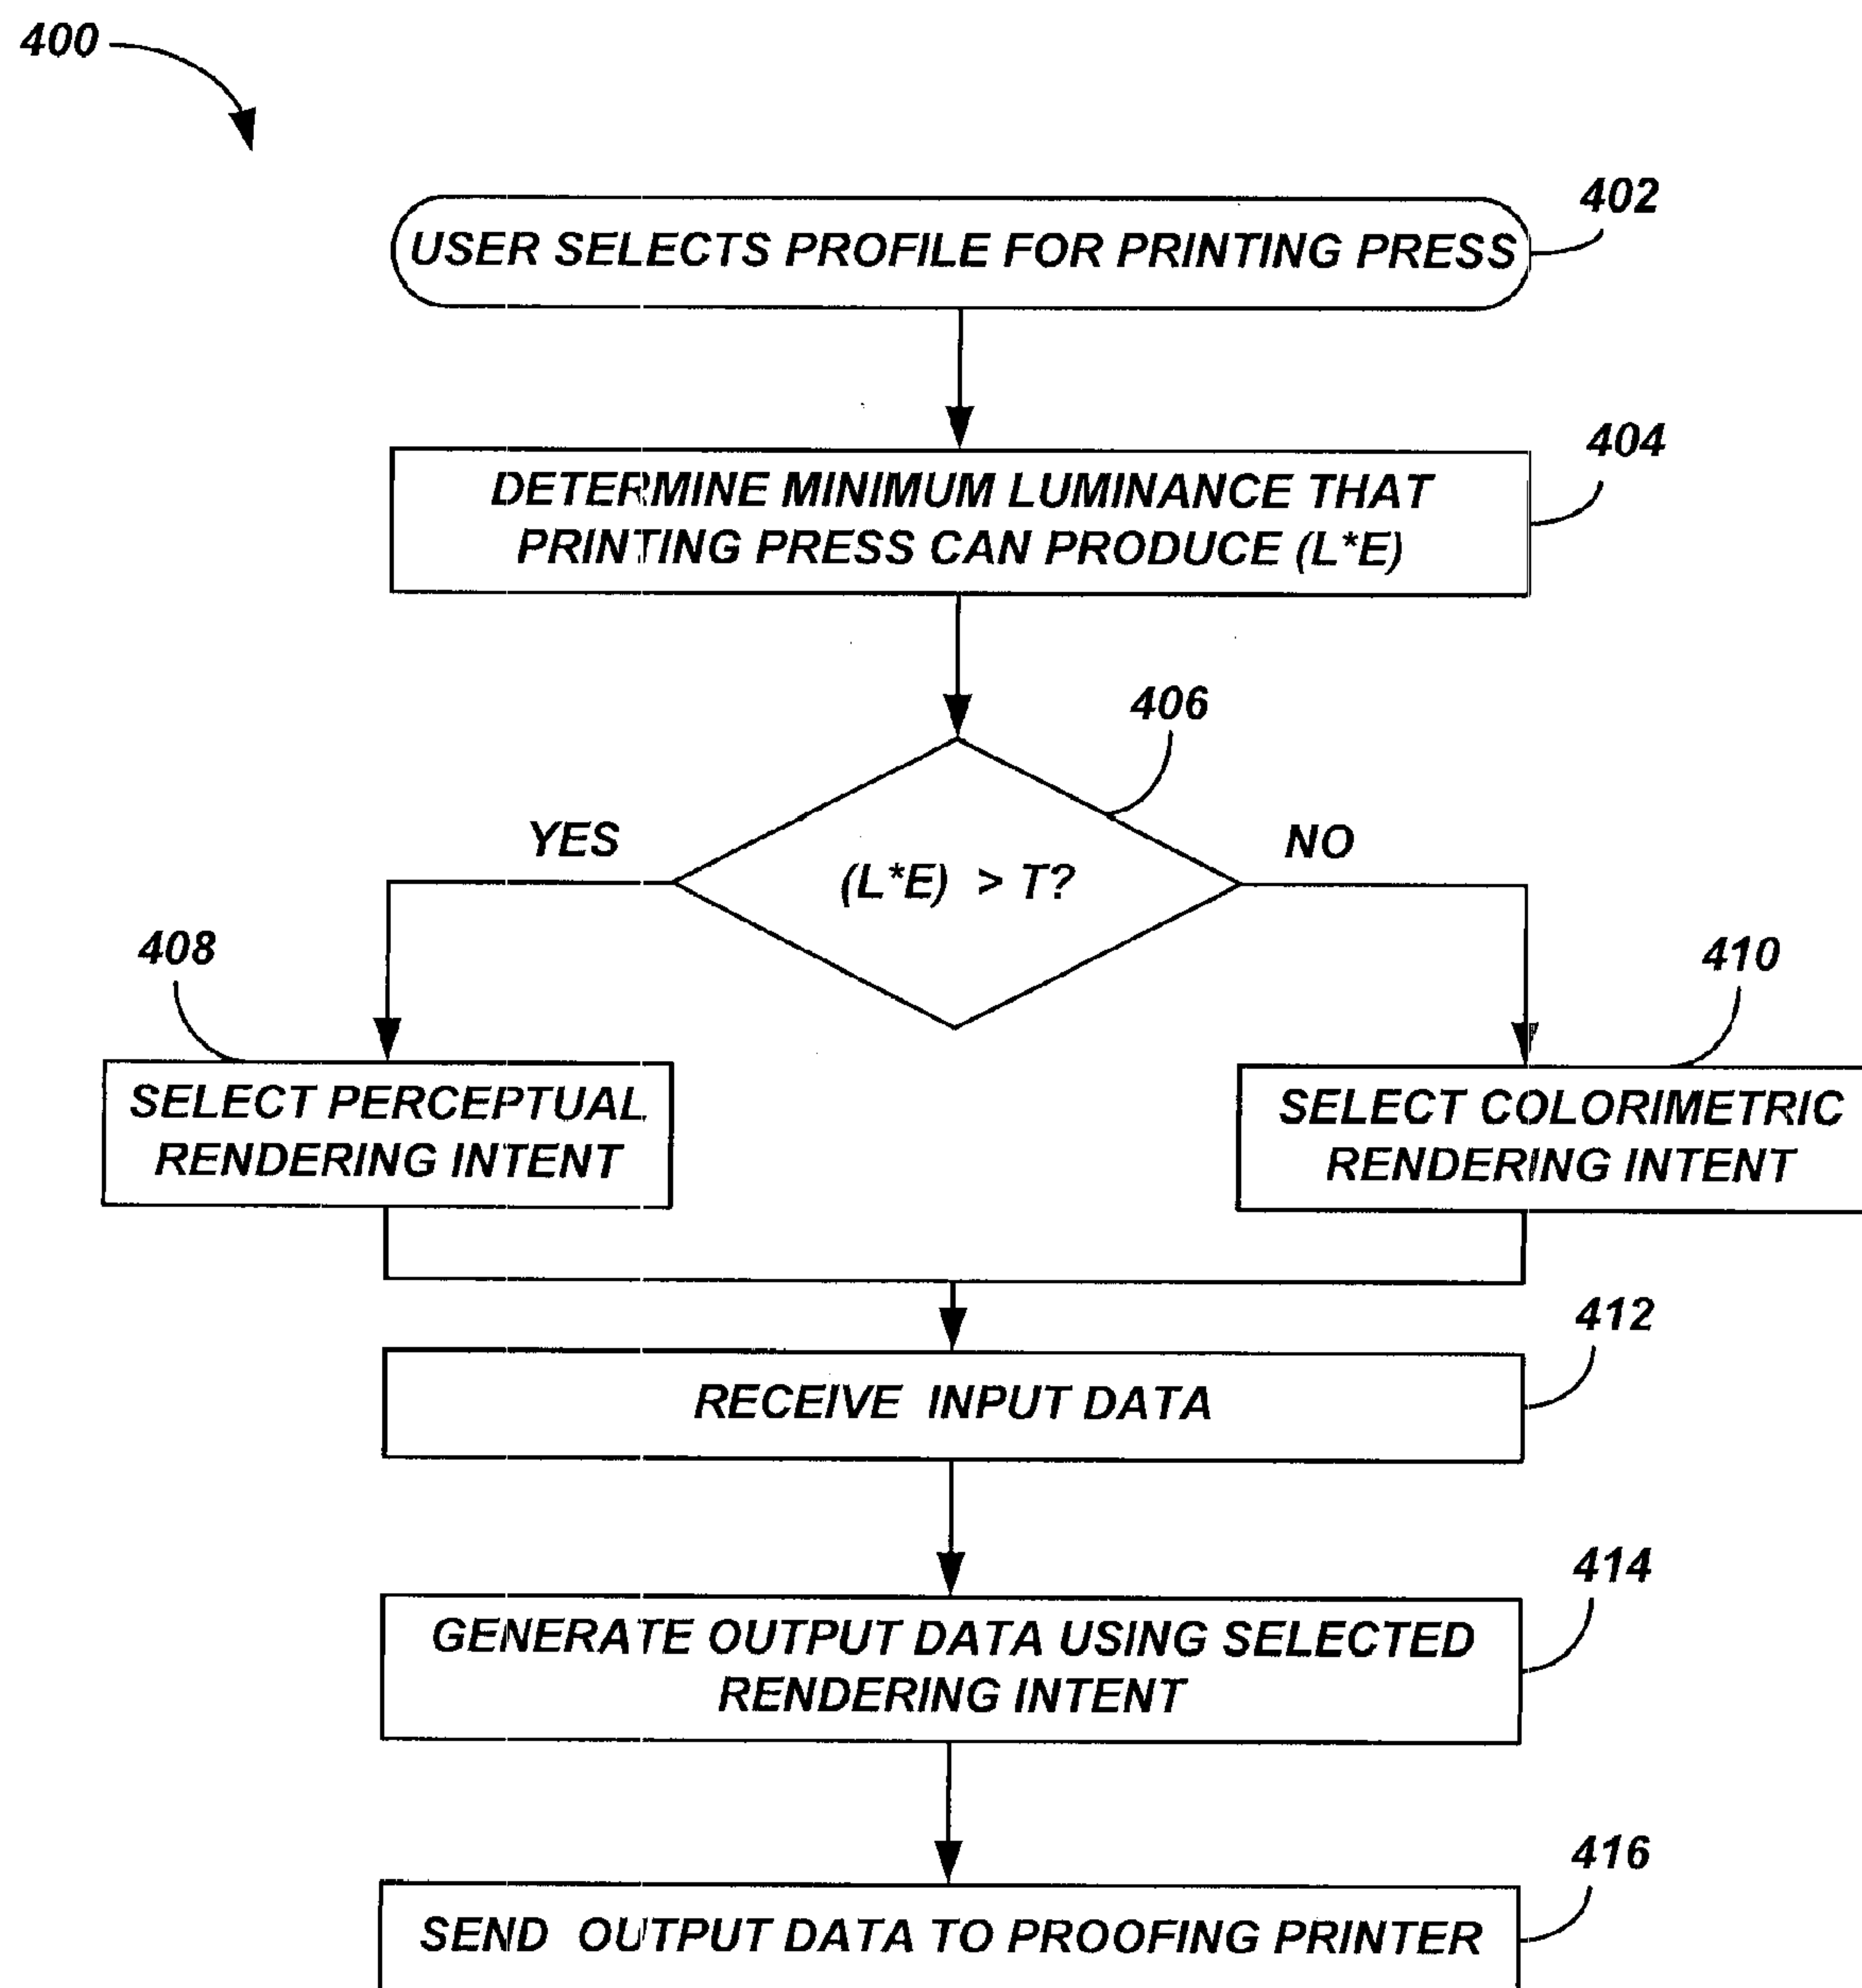 400
402
USER SELECTS PROFILE FOR PRINTING PRESS
404
DETERMINE MINIMUM LUMINANCE THAT
PRINTING PRESS CAN PRODUCE (L*E)
406
YES
NO
(L*E) > T?
408
410
SELECT PERCEPTUAL
RENDERING INTENT
SELECT COLORIMETRIC
RENDERING INTENT
412
RECEIVE INPUT DATA
414
GENERATE OUTPUT DATA USING SELECTED
RENDERING INTENT
416
SEND OUTPUT DATA TO PROOFING PRINTER